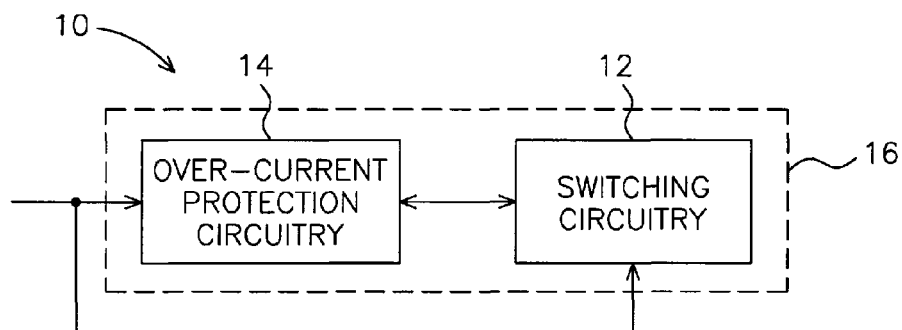 10
14
12
16
OVER-CURRENT
PROTECTION
CIRCUITRY
SWITCHING
CIRCUITRY